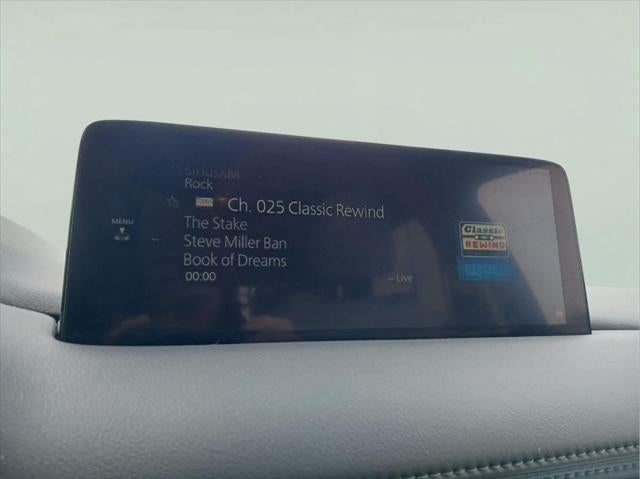 SiriusXM
Rock
Ch. 025 Classic Rewind
MENU
The Stake
Steve Miller Ban
Book of Dreams
00:00
Live
Classic
REWIND